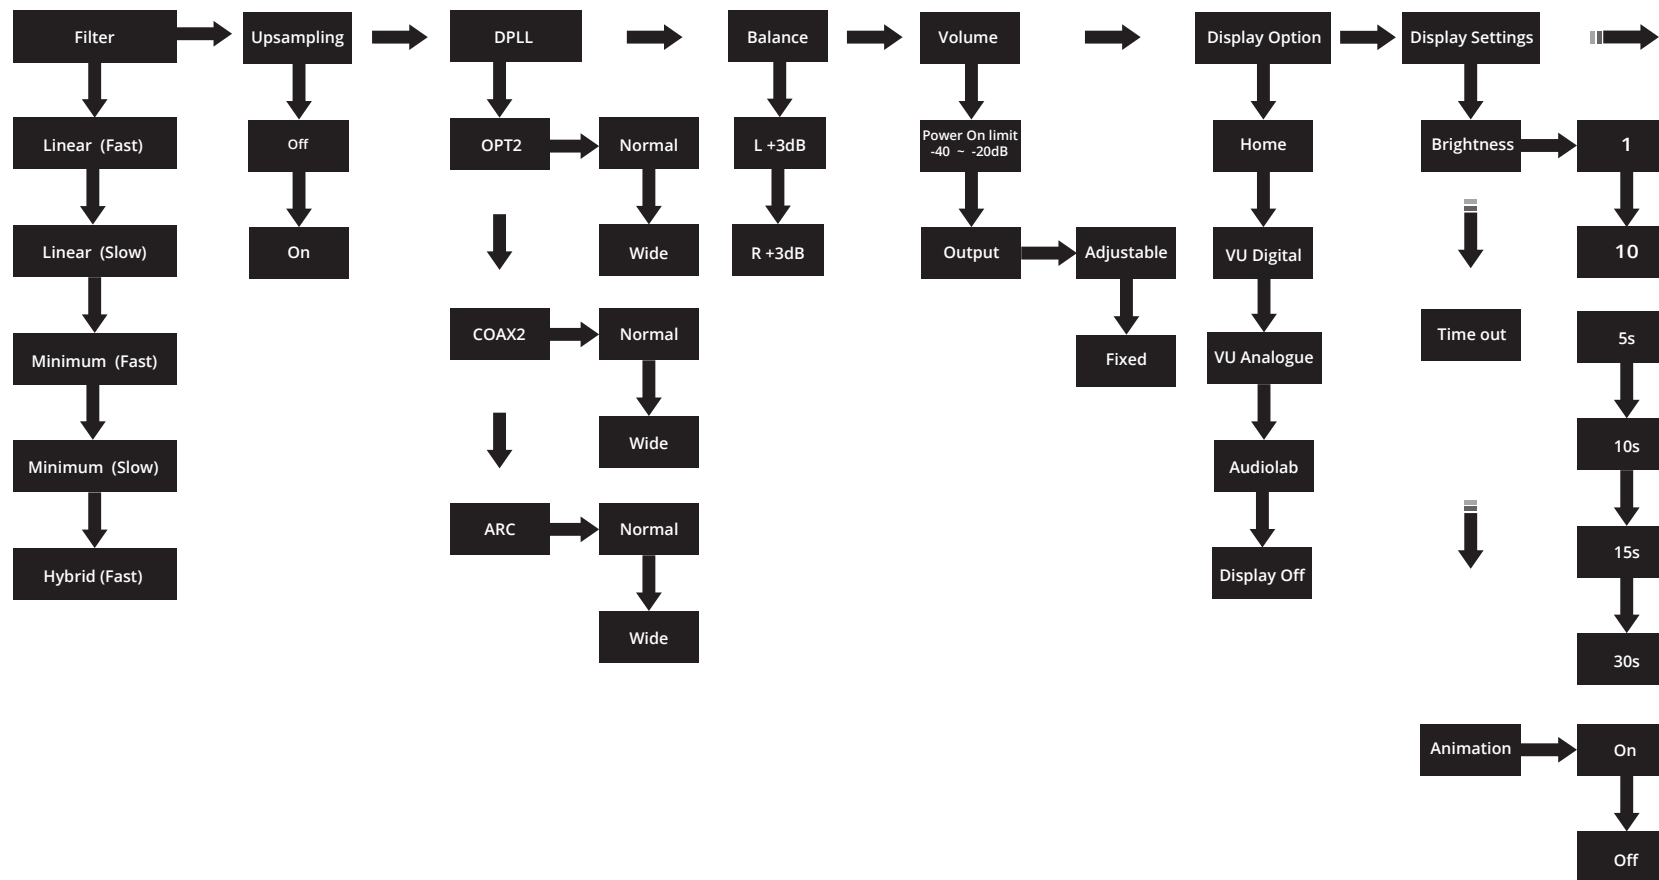 Filter
Upsampling
DPLL
Balance
Volume
Display Option
Display Settings
Linear (Fast)
Linear (Slow)
Minimum (Fast)
Minimum (Slow)
Hybrid (Fast)
Off
On
OPT2
Normal
Wide
COAX2
Normal
Wide
ARC
Normal
Wide
L +3dB
R +3dB
Power On limit
-40 ~ -20dB
Output
Adjustable
Fixed
Home
VU Digital
VU Analogue
Audiolab
Display Off
Brightness
1
10
Time out
5s
10s
15s
30s
Animation
On
Off